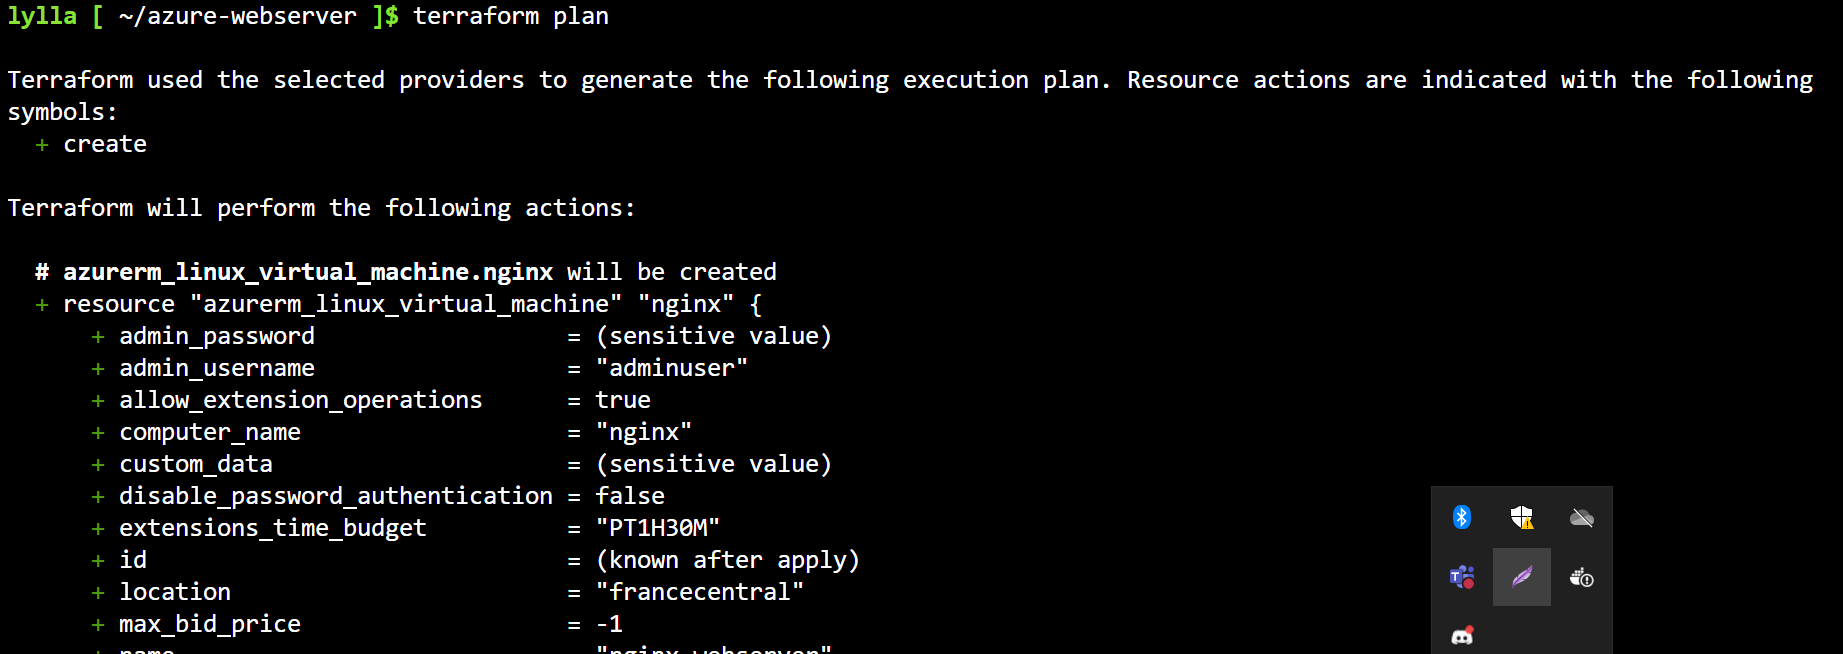 lylla [ ~/azure-webserver ]$ terraform plan
Terraform used the selected providers to generate the following execution plan. Resource actions are indicated with the following
symbols:
+ create
Terraform will perform the following actions:
# azurerm_linux_virtual_machine.nginx will be created
+ resource "azurerm_linux_virtual_machine" "nginx" {
+ admin_password = (sensitive value)
+ admin_username = "adminuser"
+ allow_extension_operations = true
+ computer_name = "nginx"
+ custom_data = (sensitive value)
+ disable_password_authentication = false
+ extensions_time_budget = "PT1H30M"
+ id = (known after apply)
+ location = "francecentral"
+ max_bid_price = -1
+ name = "nginx-webserver"